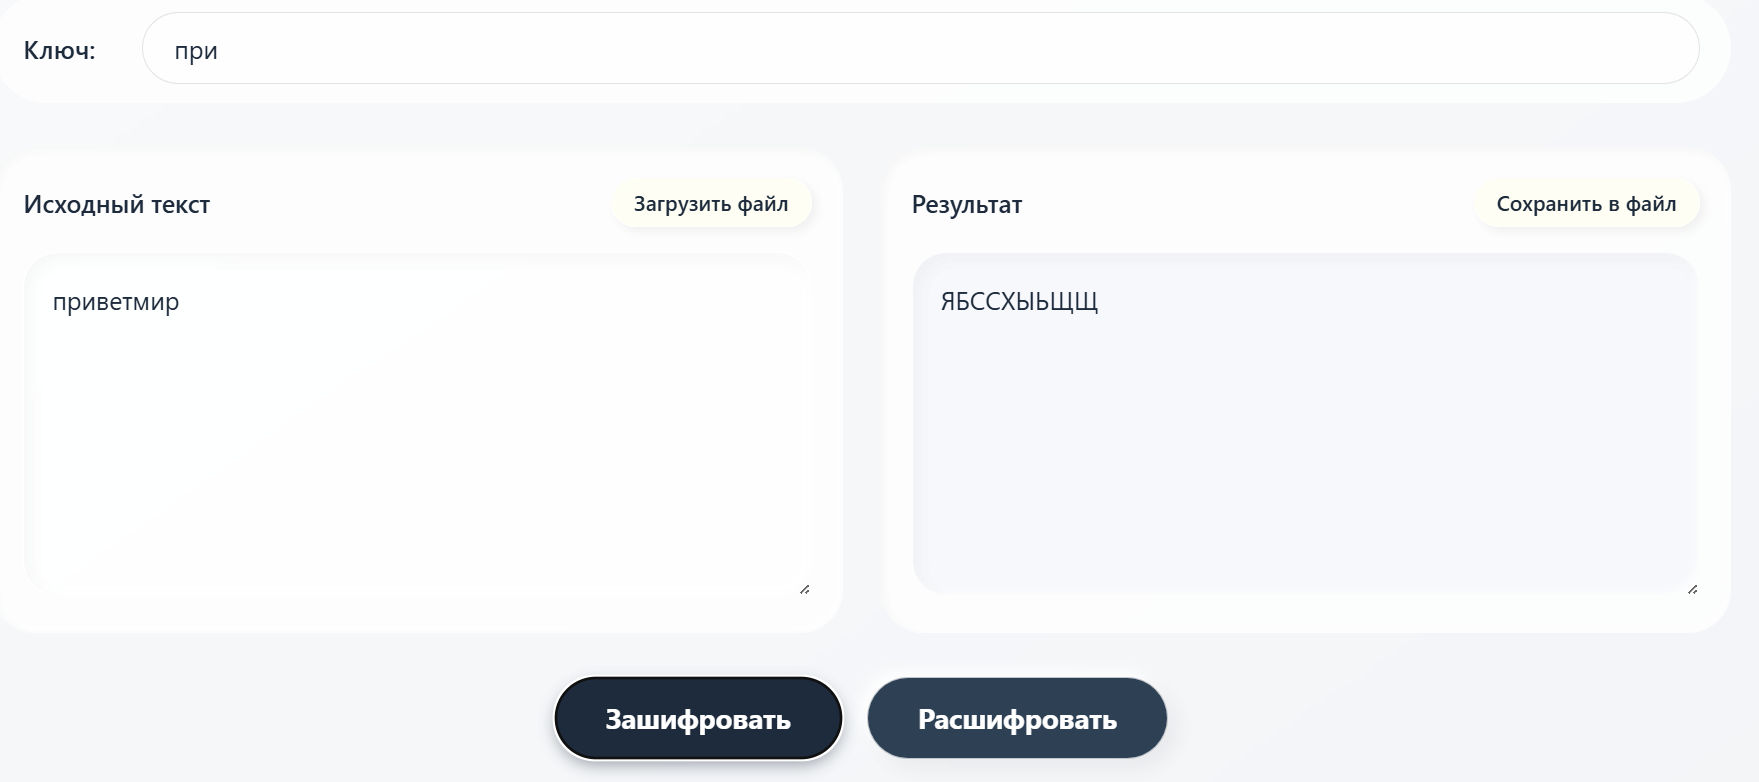 Ключ:
при
Исходный текст
Загрузить файл
приветмир
Результат
Сохранить в файл
ЯБССХЫЬЩЩ
Зашифровать
Расшифровать